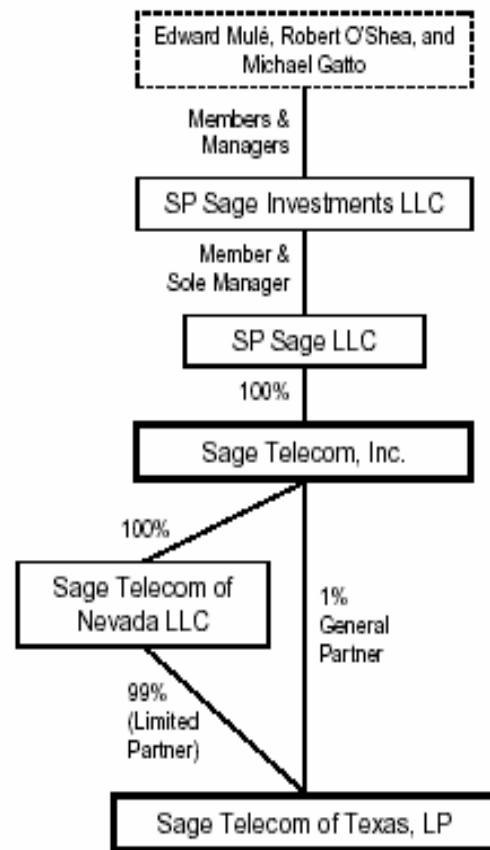 Edward Mulé, Robert O'Shea, and
Michael Gatto
Members &
Managers
SP Sage Investments LLC
Member &
Sole Manager
SP Sage LLC
100%
Sage Telecom, Inc.
100%
Sage Telecom of
Nevada LLC
1%
General
Partner
99%
(Limited
Partner)
Sage Telecom of Texas, LP